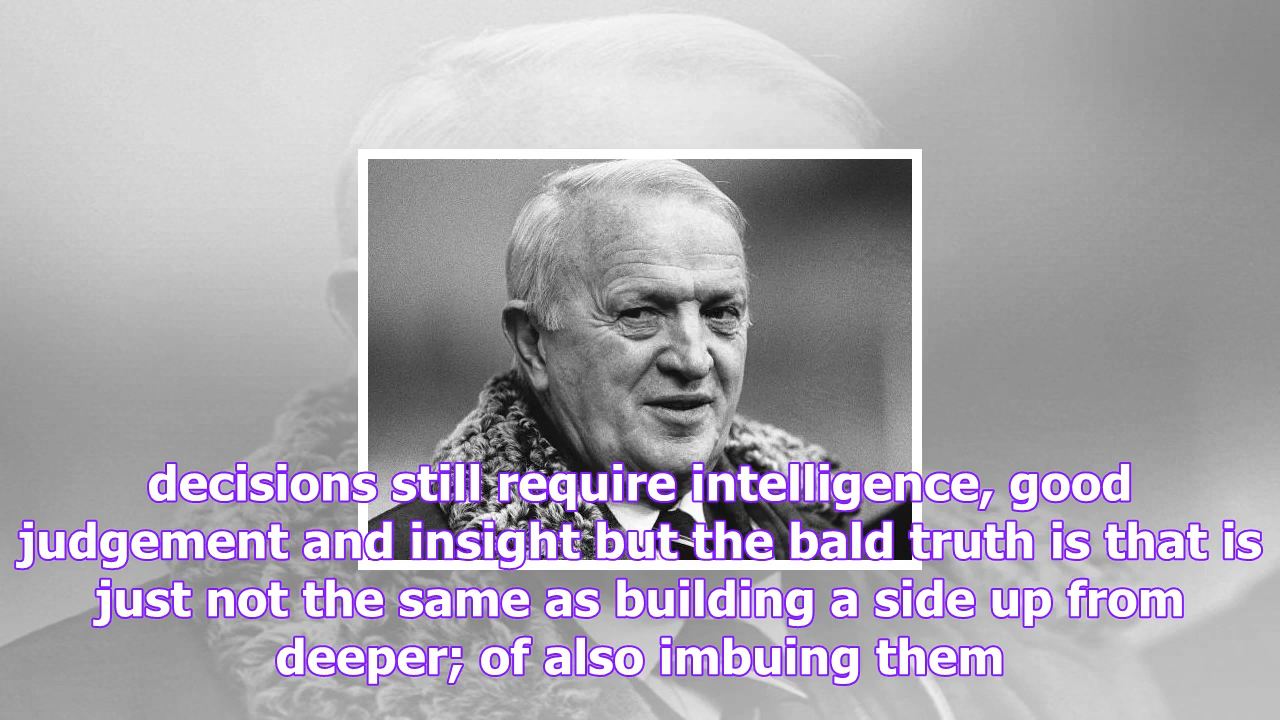 decisions still require intelligence, good
judgement and insight but the bald truth is that is
just not the same as building a side up from
deeper; of also imbuing them